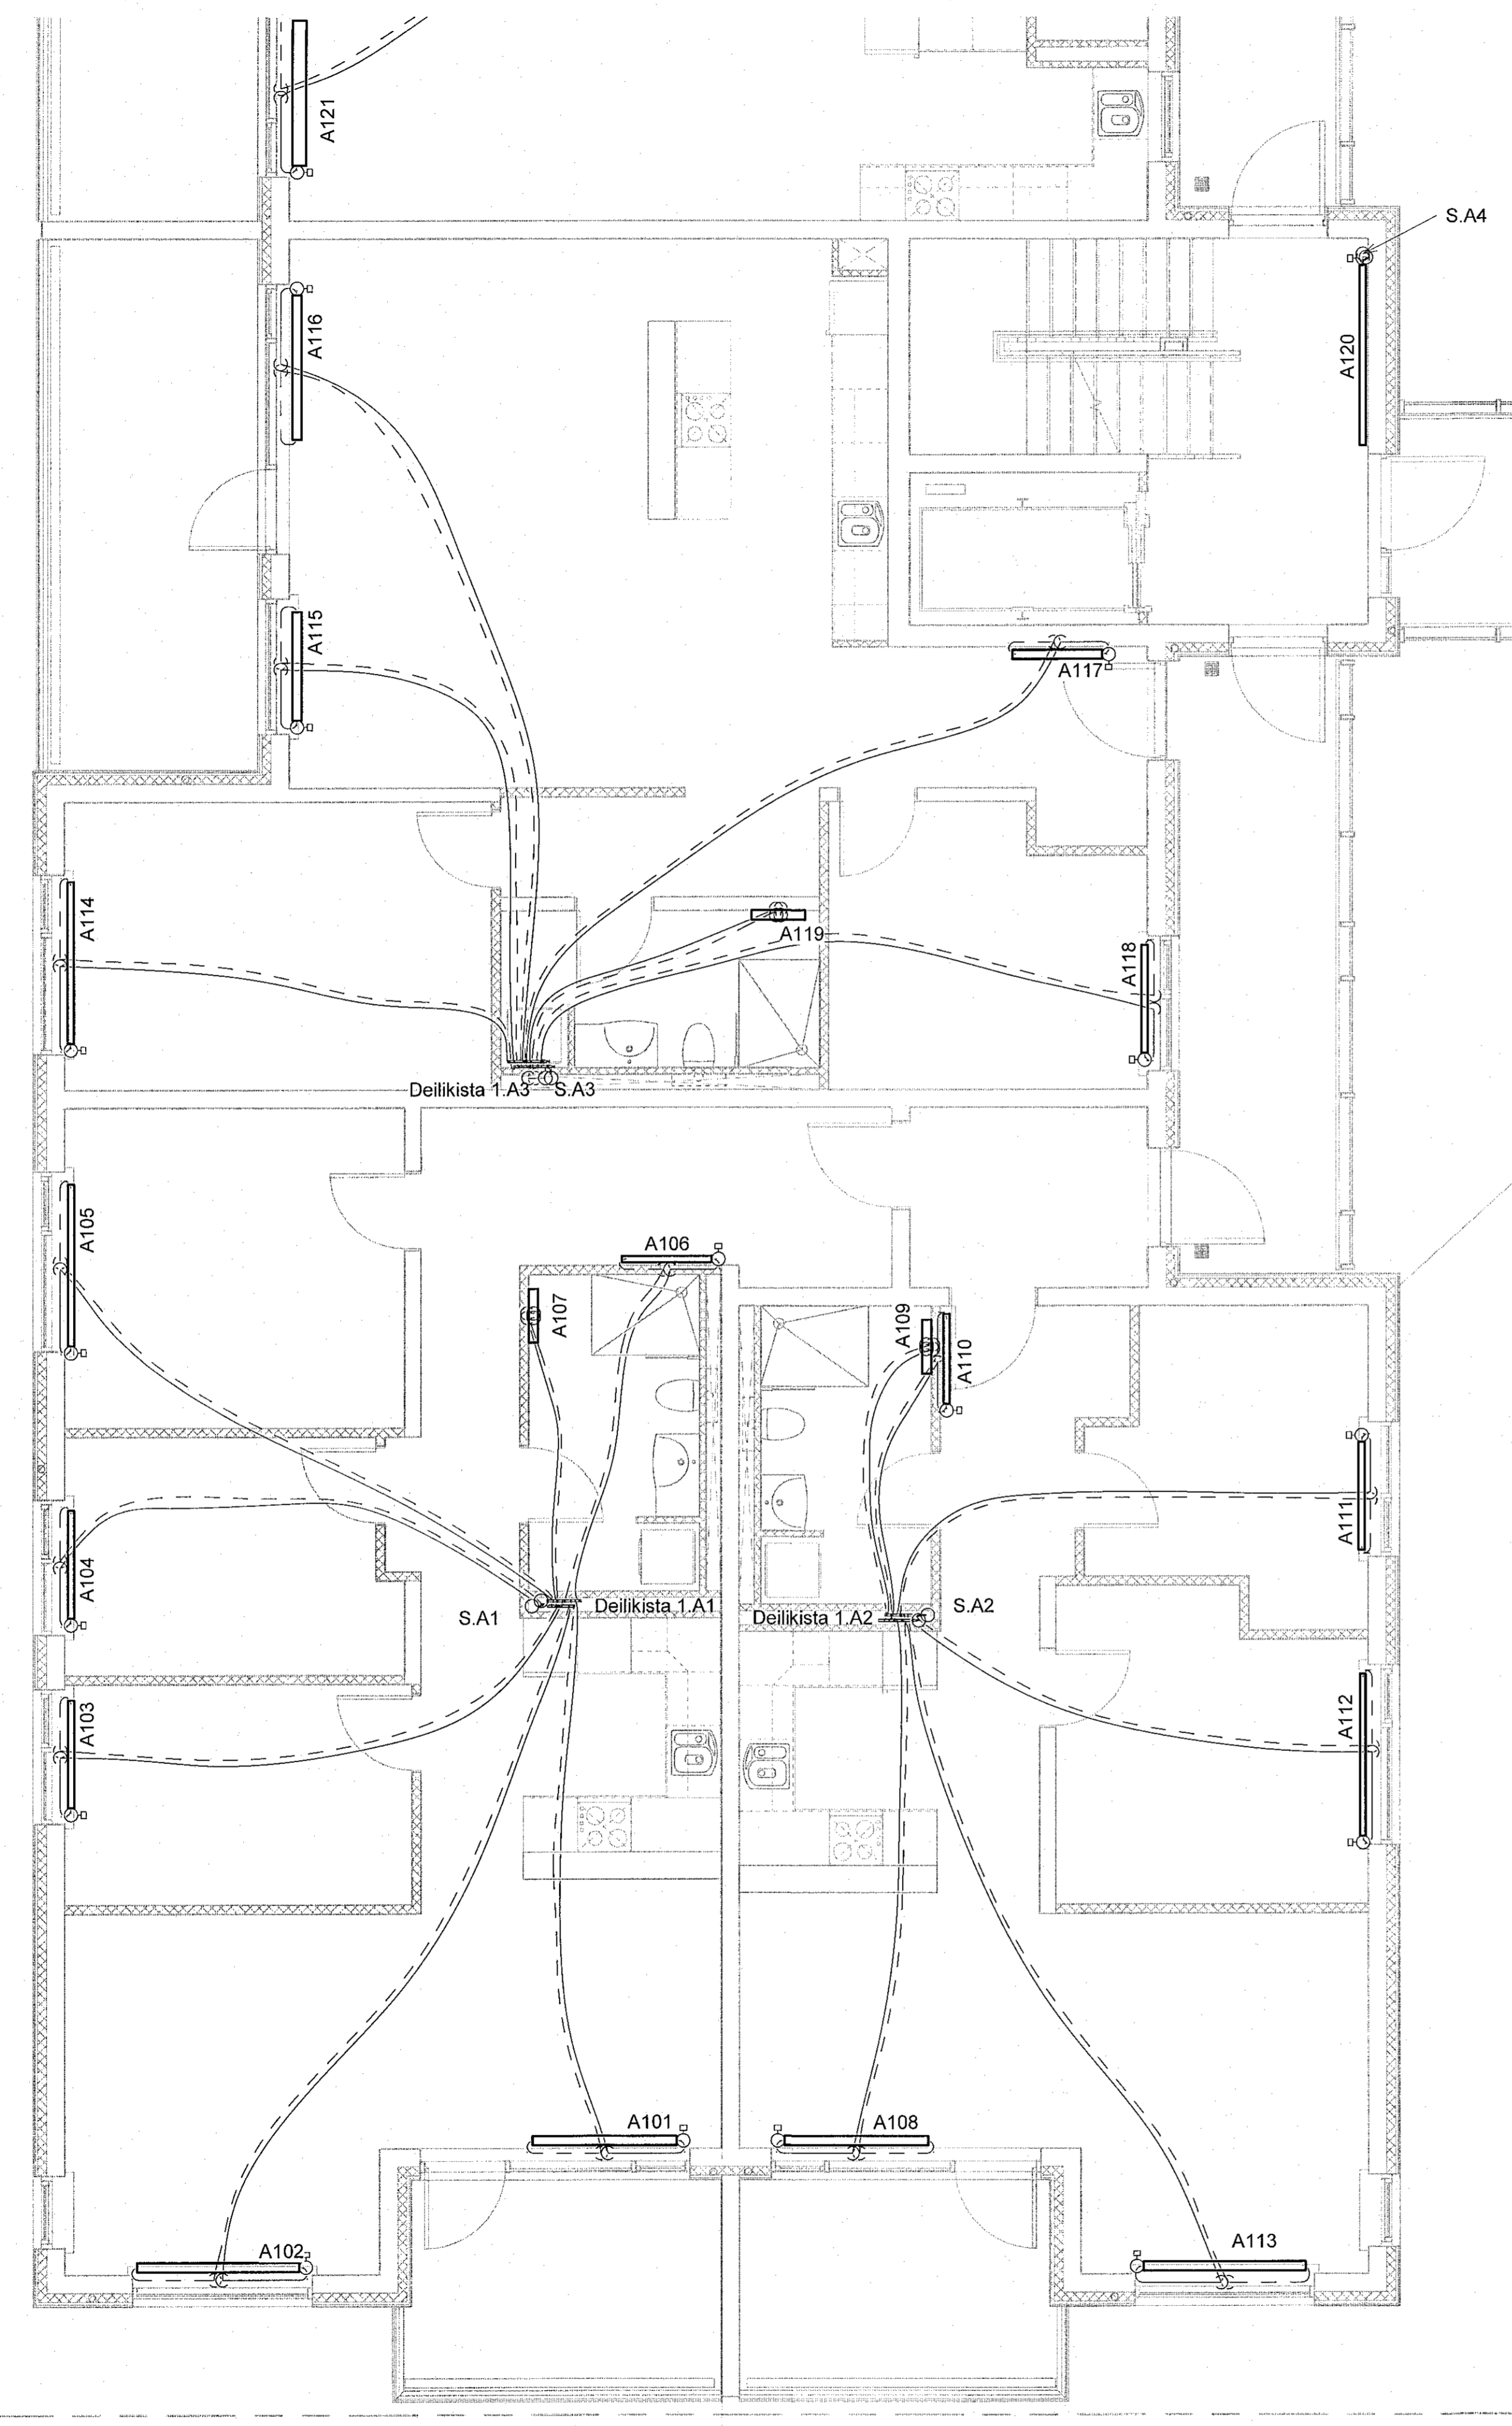 A121
S.A4
A116
A120
A115
A117
A114
A119
A118
Deilikista 1.A3
S.A3
A105
A106
A107
A109
A110
A111
A104
S.A1
Deilikista 1.A1
Deilikista 1.A2
S.A2
A103
A112
A101
A108
A102
A113